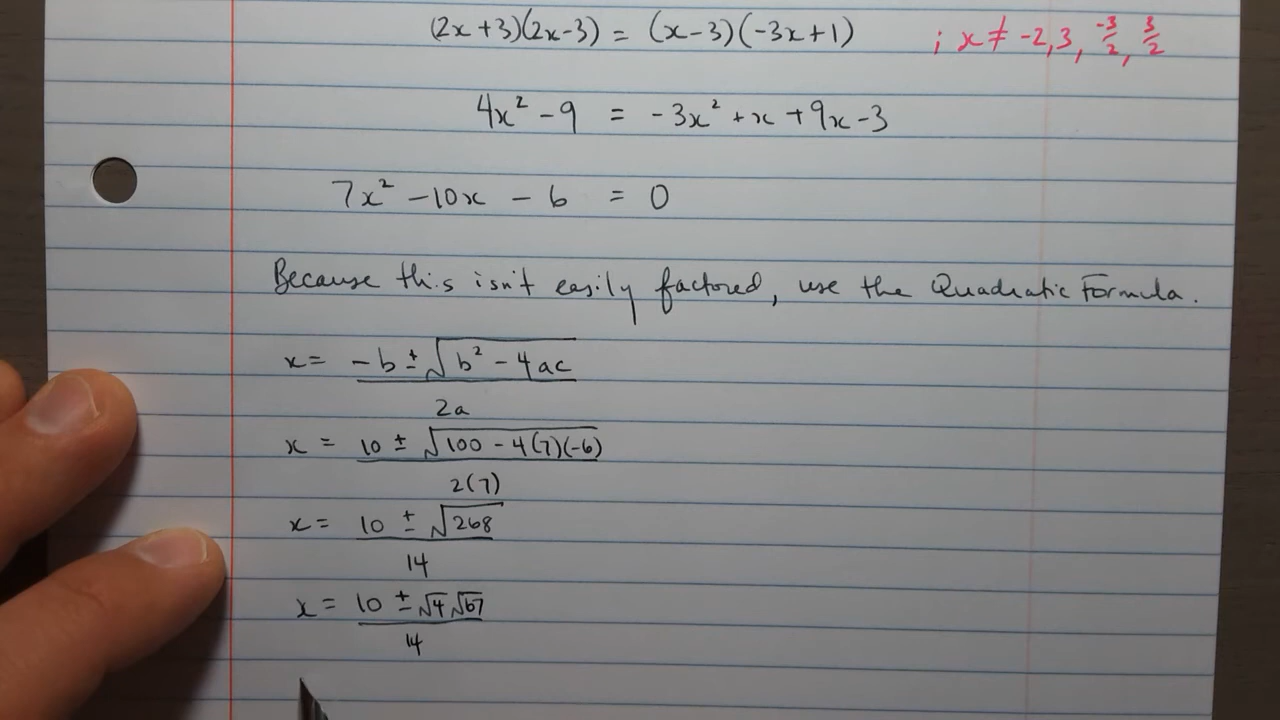 (2x+3)(2x-3) = (x-3)(-3x+1) ; x ≠ -2, 3, -3/2, 3/2
4x² - 9 = -3x² + x + 9x - 3
7x² - 10x - 6 = 0
Because this isn't easily factored, use the Quadratic Formula.
x = -b ± √b² - 4ac
2a
x = 10 ± √100 - 4(7)(-6)
2(7)
x = 10 ± √268
14
x = 10 ± √4 √67
14